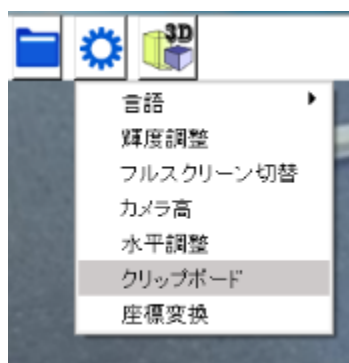 3D
言語
輝度調整
フルスクリーン切替
カメラ高
水平調整
クリップボード
座標変換